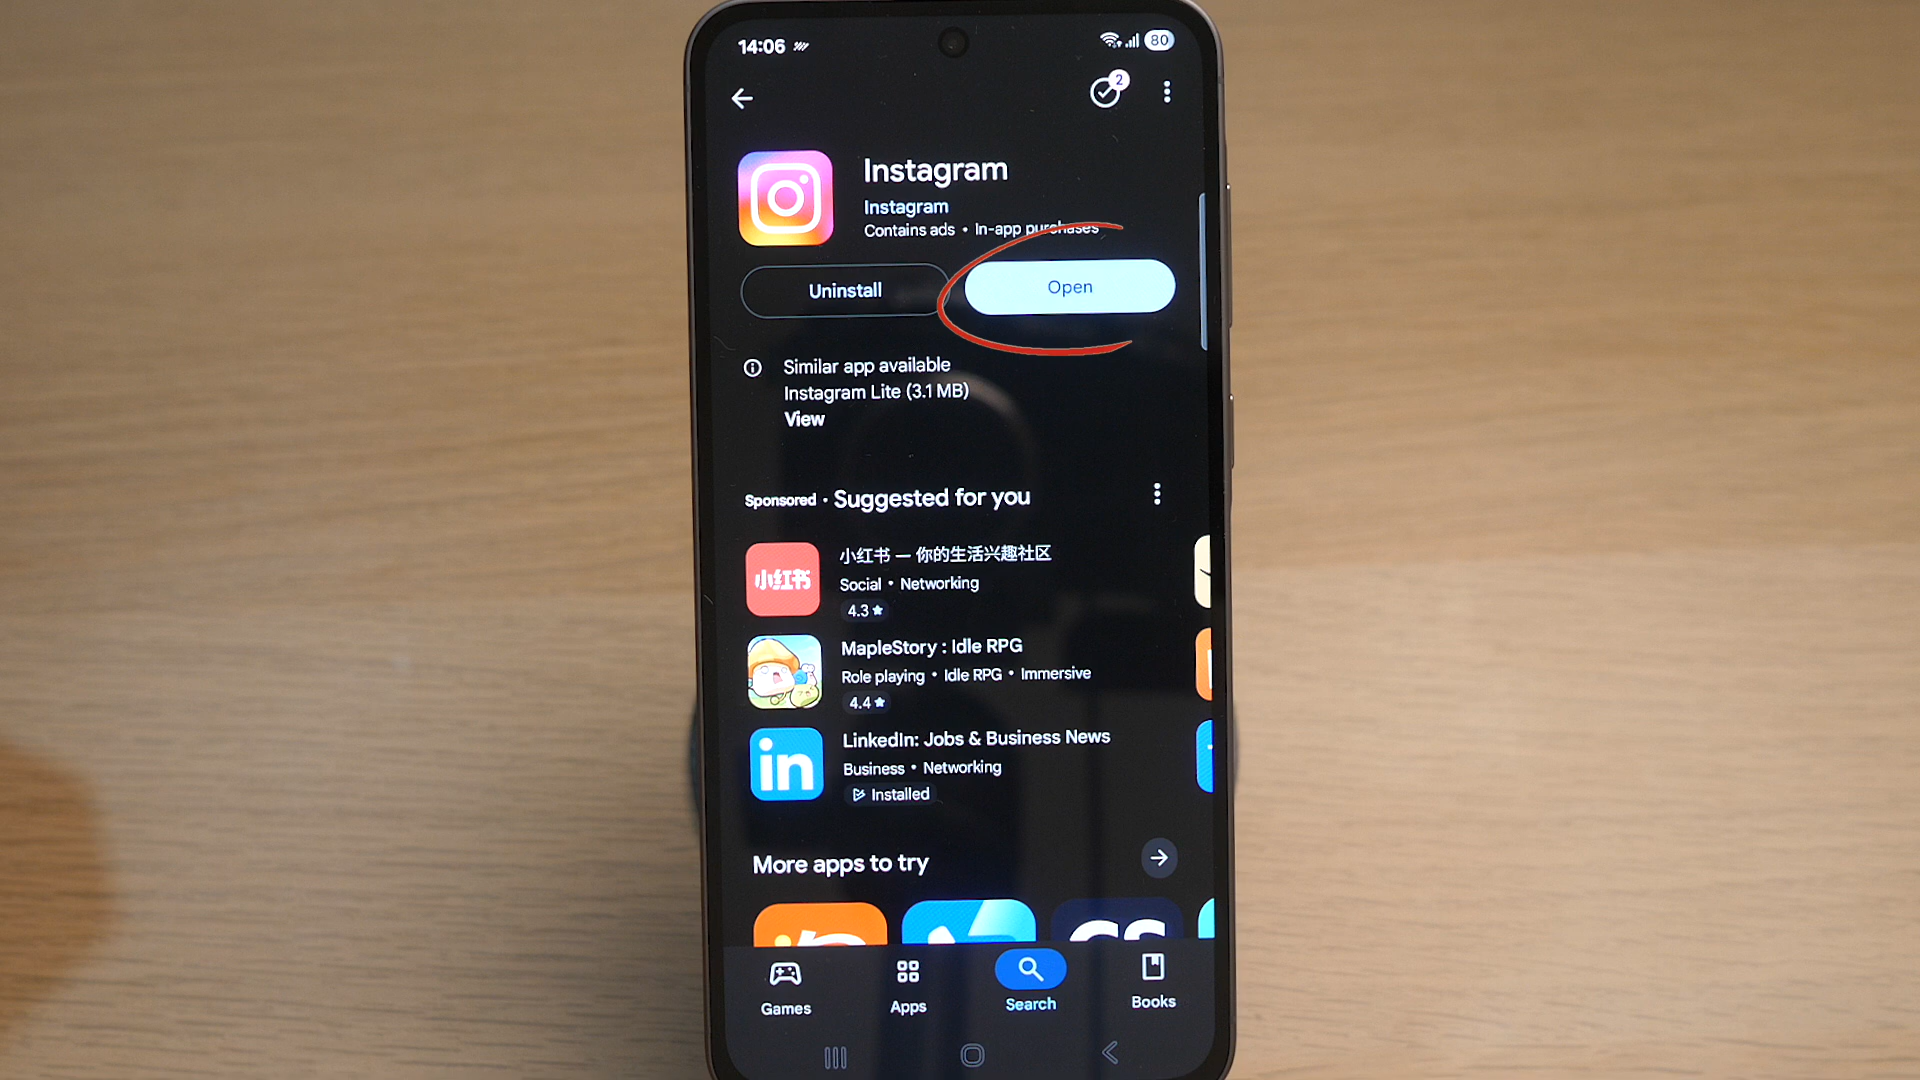 14:06
80
2
Instagram
Instagram
Contains ads • In-app purchases
Uninstall
Open
Similar app available
Instagram Lite (3.1 MB)
View
Sponsored • Suggested for you
小红书
小红书 — 你的生活兴趣社区
Social • Networking
4.3★
MapleStory : Idle RPG
Role playing • Idle RPG • Immersive
4.4★
in
LinkedIn: Jobs & Business News
Business • Networking
Installed
More apps to try
Games
Apps
Search
Books